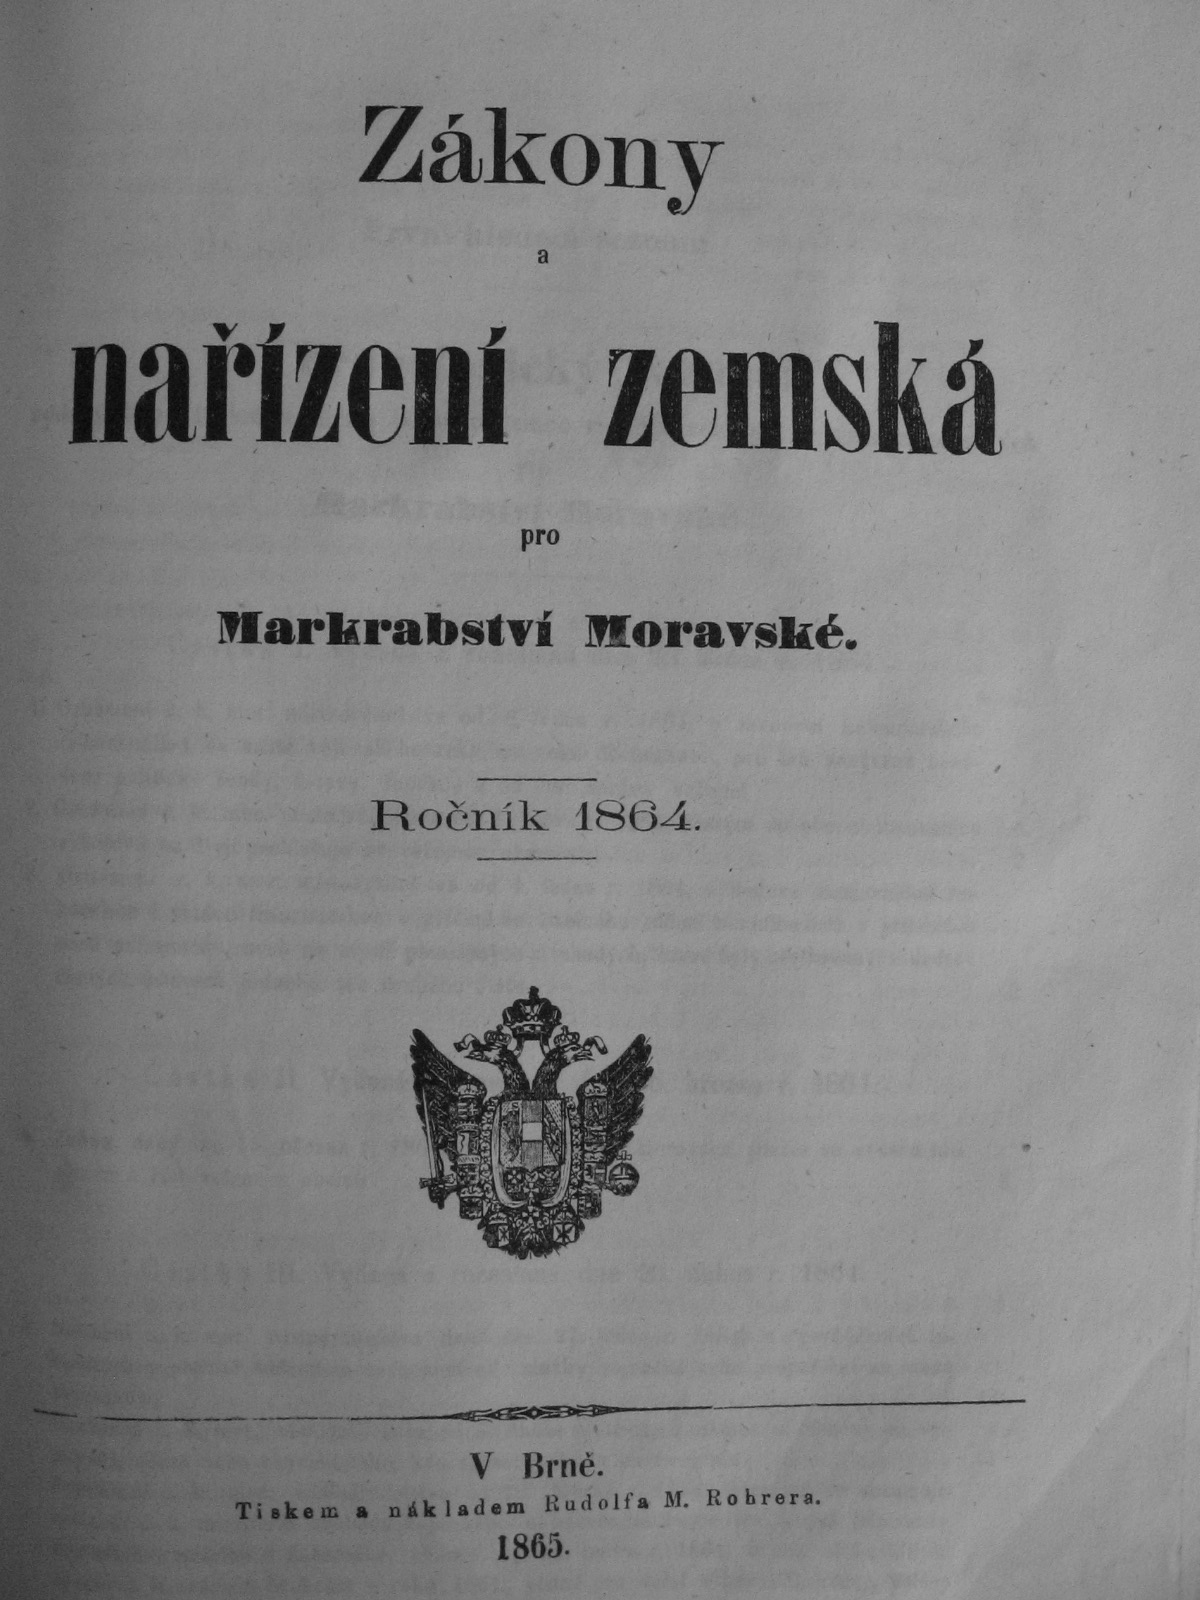 Zákony
a
nařízení zemská
pro
Markrabství Moravské.
Ročník 1864.
V Brně.
Tiskem a nákladem Rudolfa M. Rohrera.
1865.